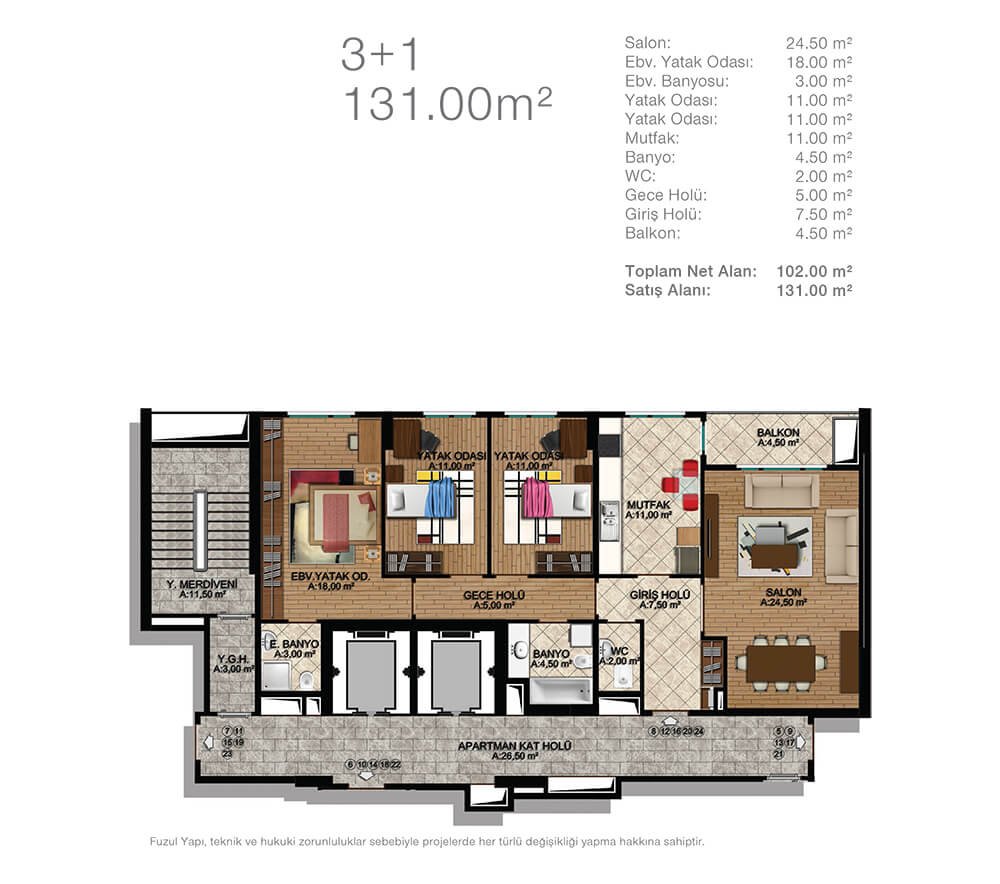 3+1
131.00m²
Salon: 24.50 m²
Ebv. Yatak Odası: 18.00 m²
Ebv. Banyosu: 3.00 m²
Yatak Odası: 11.00 m²
Yatak Odası: 11.00 m²
Mutfak: 11.00 m²
Banyo: 4.50 m²
WC: 2.00 m²
Gece Holü: 5.00 m²
Giriş Holü: 7.50 m²
Balkon: 4.50 m²
Toplam Net Alan: 102.00 m²
Satış Alanı: 131.00 m²
BALKON
A:4,50 m²
YATAK ODASI
A:11,00 m²
YATAK ODASI
A:11,00 m²
MUTFAK
A:11,00 m²
Y. MERDİVENİ
A:11,50 m²
EBV.YATAK OD.
A:18,00 m²
GECE HOLÜ
A:5,00 m²
GİRİŞ HOLÜ
A:7,50 m²
SALON
A:24,50 m²
Y.G.H.
A:3,00 m²
E. BANYO
A:3,00 m²
BANYO
A:4,50 m²
WC
A:2,00 m²
7 11
15 19
23
8 12 16 20 24
5 9
13 17
21
APARTMAN KAT HOLÜ
A:26,50 m²
6 10 14 18 22
Fuzul Yapı, teknik ve hukuki zorunluluklar sebebiyle projelerde her türlü değişikliği yapma hakkına sahiptir.